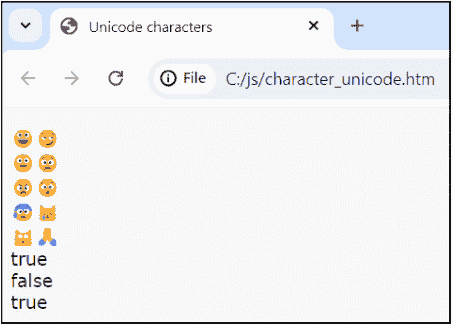 Unicode characters
File C:/js/character_unicode.htm
true
false
true